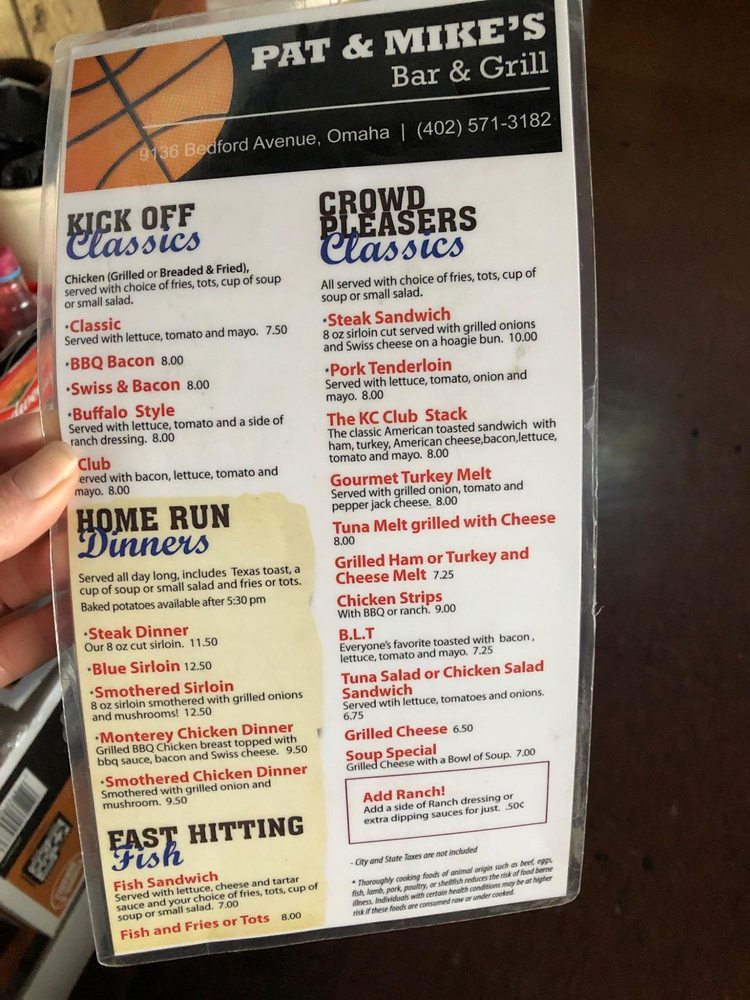 PAT & MIKE'S
Bar & Grill
9136 Bedford Avenue, Omaha | (402) 571-3182
KICK OFF
Classics
Chicken (Grilled or Breaded & Fried),
served with choice of fries, tots, cup of soup
or small salad.
·Classic
Served with lettuce, tomato and mayo. 7.50
·BBQ Bacon 8.00
·Swiss & Bacon 8.00
·Buffalo Style
Served with lettuce, tomato and a side of
ranch dressing. 8.00
Club
erved with bacon, lettuce, tomato and
mayo. 8.00
HOME RUN
Dinners
Served all day long, includes Texas toast, a
cup of soup or small salad and fries or tots.
Baked potatoes available after 5:30 pm
·Steak Dinner
Our 8 oz cut sirloin. 11.50
·Blue Sirloin 12.50
·Smothered Sirloin
8 oz sirloin smothered with grilled onions
and mushrooms! 12.50
·Monterey Chicken Dinner
Grilled BBQ Chicken breast topped with
bbq sauce, bacon and Swiss cheese. 9.50
·Smothered Chicken Dinner
Smothered with grilled onion and
mushroom. 9.50
FAST HITTING
Fish
Fish Sandwich
Served with lettuce, cheese and tartar
sauce and your choice of fries, tots, cup of
soup or small salad. 7.00
Fish and Fries or Tots 8.00
CROWD
PLEASERS
Classics
All served with choice of fries, tots, cup of
soup or small salad.
·Steak Sandwich
8 oz sirloin cut served with grilled onions
and Swiss cheese on a hoagie bun. 10.00
·Pork Tenderloin
Served with lettuce, tomato, onion and
mayo. 8.00
The KC Club Stack
The classic American toasted sandwich with
ham, turkey, American cheese,bacon,lettuce,
tomato and mayo. 8.00
Gourmet Turkey Melt
Served with grilled onion, tomato and
pepper jack cheese. 8.00
Tuna Melt grilled with Cheese
8.00
Grilled Ham or Turkey and
Cheese Melt 7.25
Chicken Strips
With BBQ or ranch. 9.00
B.L.T
Everyone's favorite toasted with bacon ,
lettuce, tomato and mayo. 7.25
Tuna Salad or Chicken Salad
Sandwich
Served wtih lettuce, tomatoes and onions.
6.75
Grilled Cheese 6.50
Soup Special
Grilled Cheese with a Bowl of Soup. 7.00
Add Ranch!
Add a side of Ranch dressing or
extra dipping sauces for just. .50¢
- City and State Taxes are not included
* Thoroughly cooking foods of animal origin such as beef, eggs,
fish, lamb, pork, poultry, or shellfish reduces the risk of food borne
illness. Individuals with certain health conditions may be at higher
risk if these foods are consumed raw or under cooked.